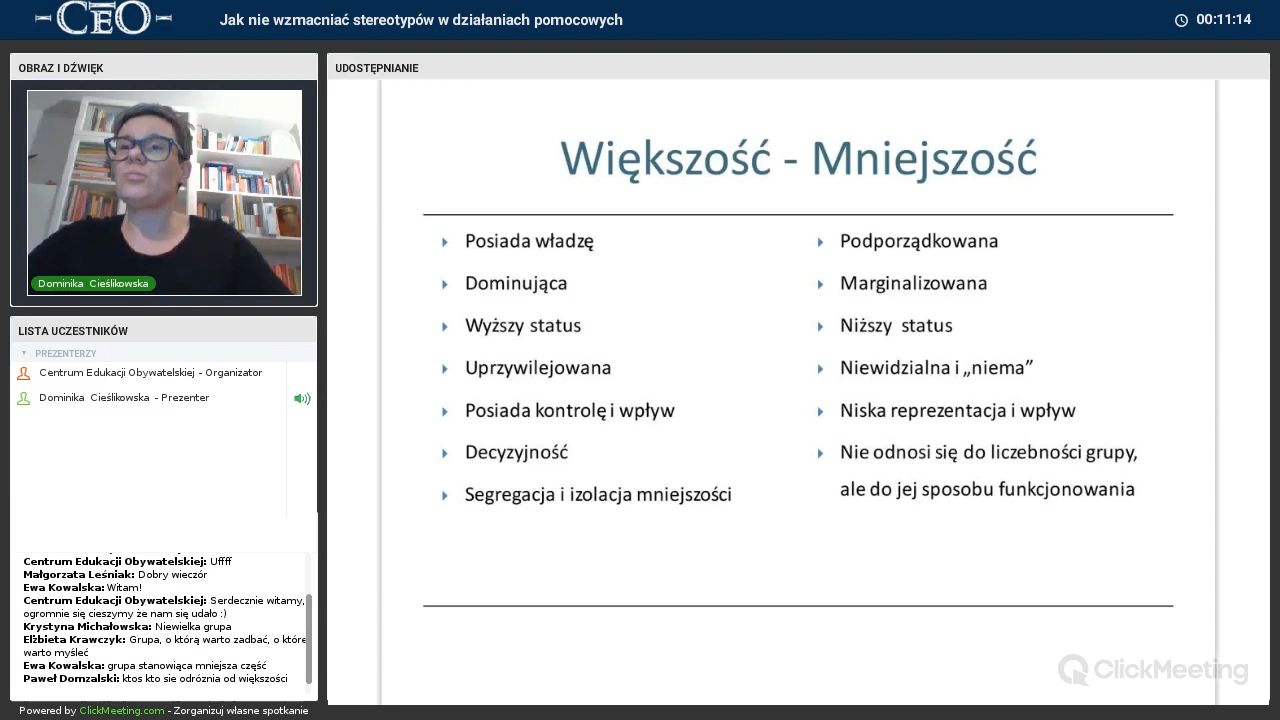 CEO
Jak nie wzmacniać stereotypów w działaniach pomocowych
00:11:14
OBRAZ I DŹWIĘK
Dominika Cieślikowska
LISTA UCZESTNIKÓW
PREZENTERZY
Centrum Edukacji Obywatelskiej - Organizator
Dominika Cieślikowska - Prezenter
Centrum Edukacji Obywatelskiej: Uffff
Małgorzata Leśniak: Dobry wieczór
Ewa Kowalska: Witam!
Centrum Edukacji Obywatelskiej: Serdecznie witamy,
ogromnie się cieszymy że nam się udało :)
Krystyna Michałowska: Niewielka grupa
Elżbieta Krawczyk: Grupa, o którą warto zadbać, o które
warto myśleć
Ewa Kowalska: grupa stanowiąca mniejsza część
Paweł Domzalski: ktos kto sie odróznia od większości
Powered by ClickMeeting.com - Zorganizuj własne spotkanie
UDOSTĘPNIANIE
Większość - Mniejszość
Posiada władzę
Dominująca
Wyższy status
Uprzywilejowana
Posiada kontrolę i wpływ
Decyzyjność
Segregacja i izolacja mniejszości
Podporządkowana
Marginalizowana
Niższy status
Niewidzialna i „niema”
Niska reprezentacja i wpływ
Nie odnosi się do liczebności grupy,
ale do jej sposobu funkcjonowania
ClickMeeting